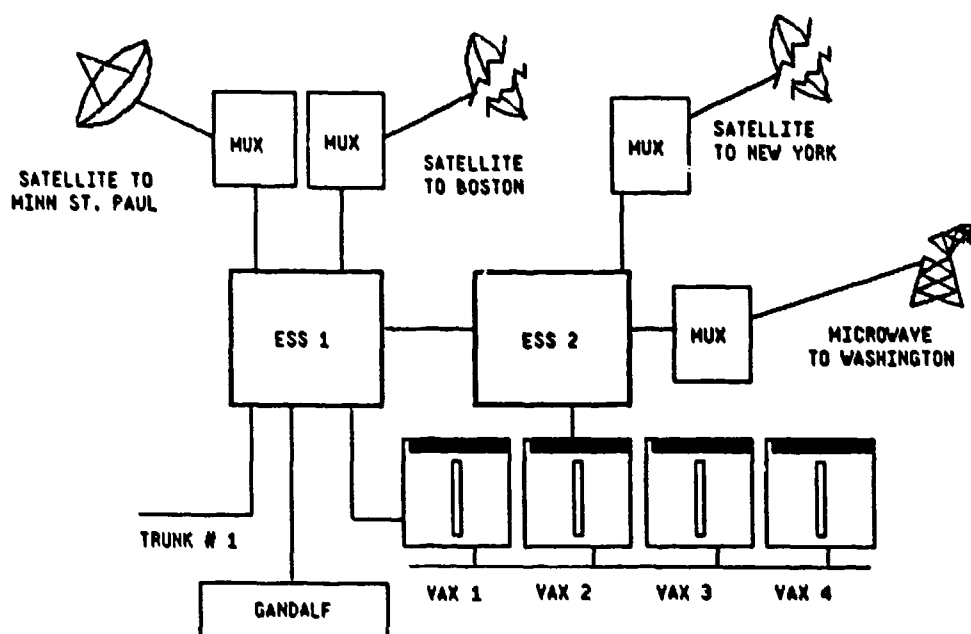 MUX
MUX
MUX
SATELLITE TO
MINN ST. PAUL
SATELLITE
TO BOSTON
SATELLITE
TO NEW YORK
ESS 1
ESS 2
MUX
MICROWAVE
TO WASHINGTON
TRUNK # 1
GANDALF
VAX 1
VAX 2
VAX 3
VAX 4